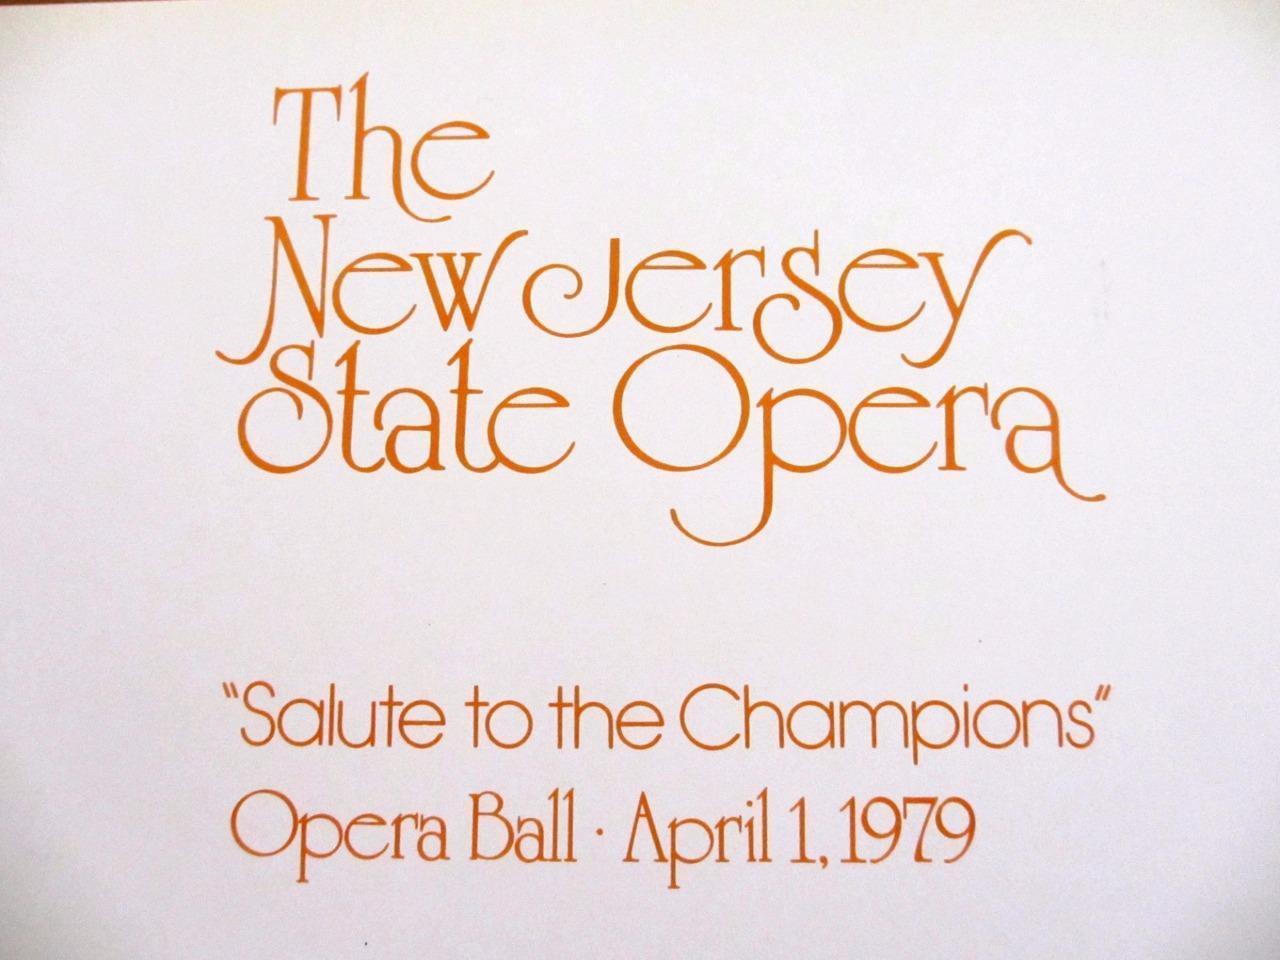 The
New Jersey
State Opera
"Salute to the Champions"
Opera Ball · April 1, 1979